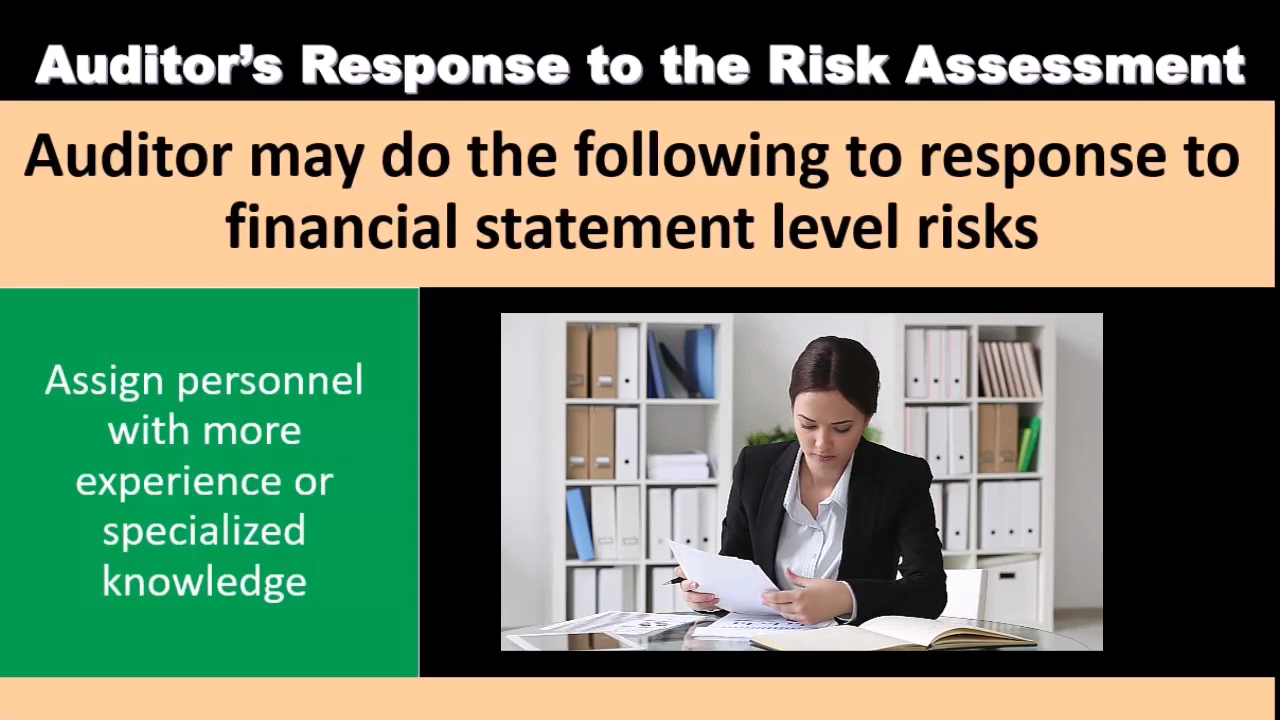 Auditor’s Response to the Risk Assessment
Auditor may do the following to response to
financial statement level risks
Assign personnel
with more
experience or
specialized
knowledge